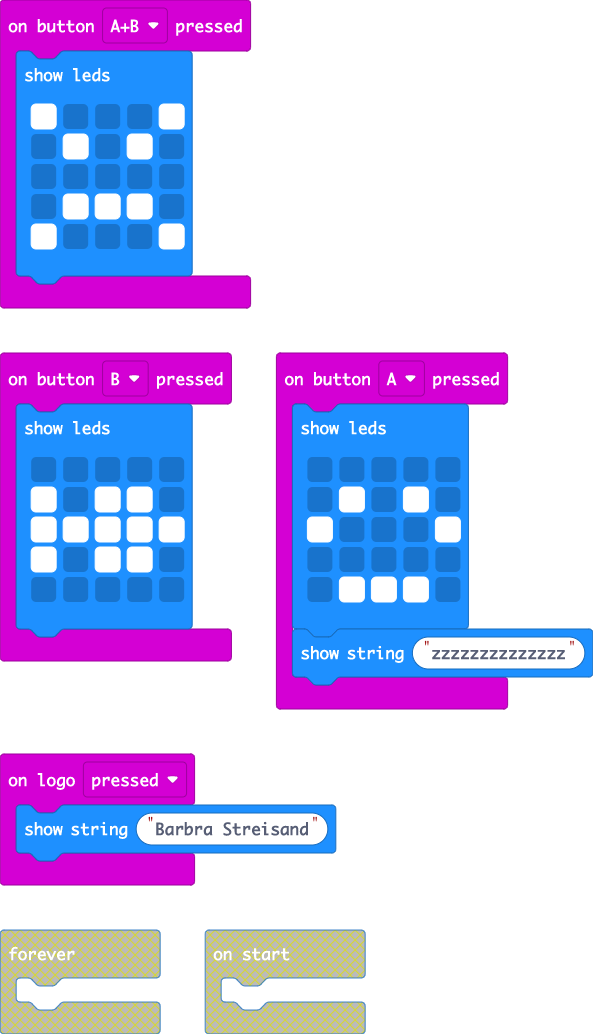 on button A+B pressed
show leds
on button B pressed
show leds
on button A pressed
show leds
show string "zzzzzzzzzzzzzz"
on logo pressed
show string "Barbra Streisand"
forever
on start